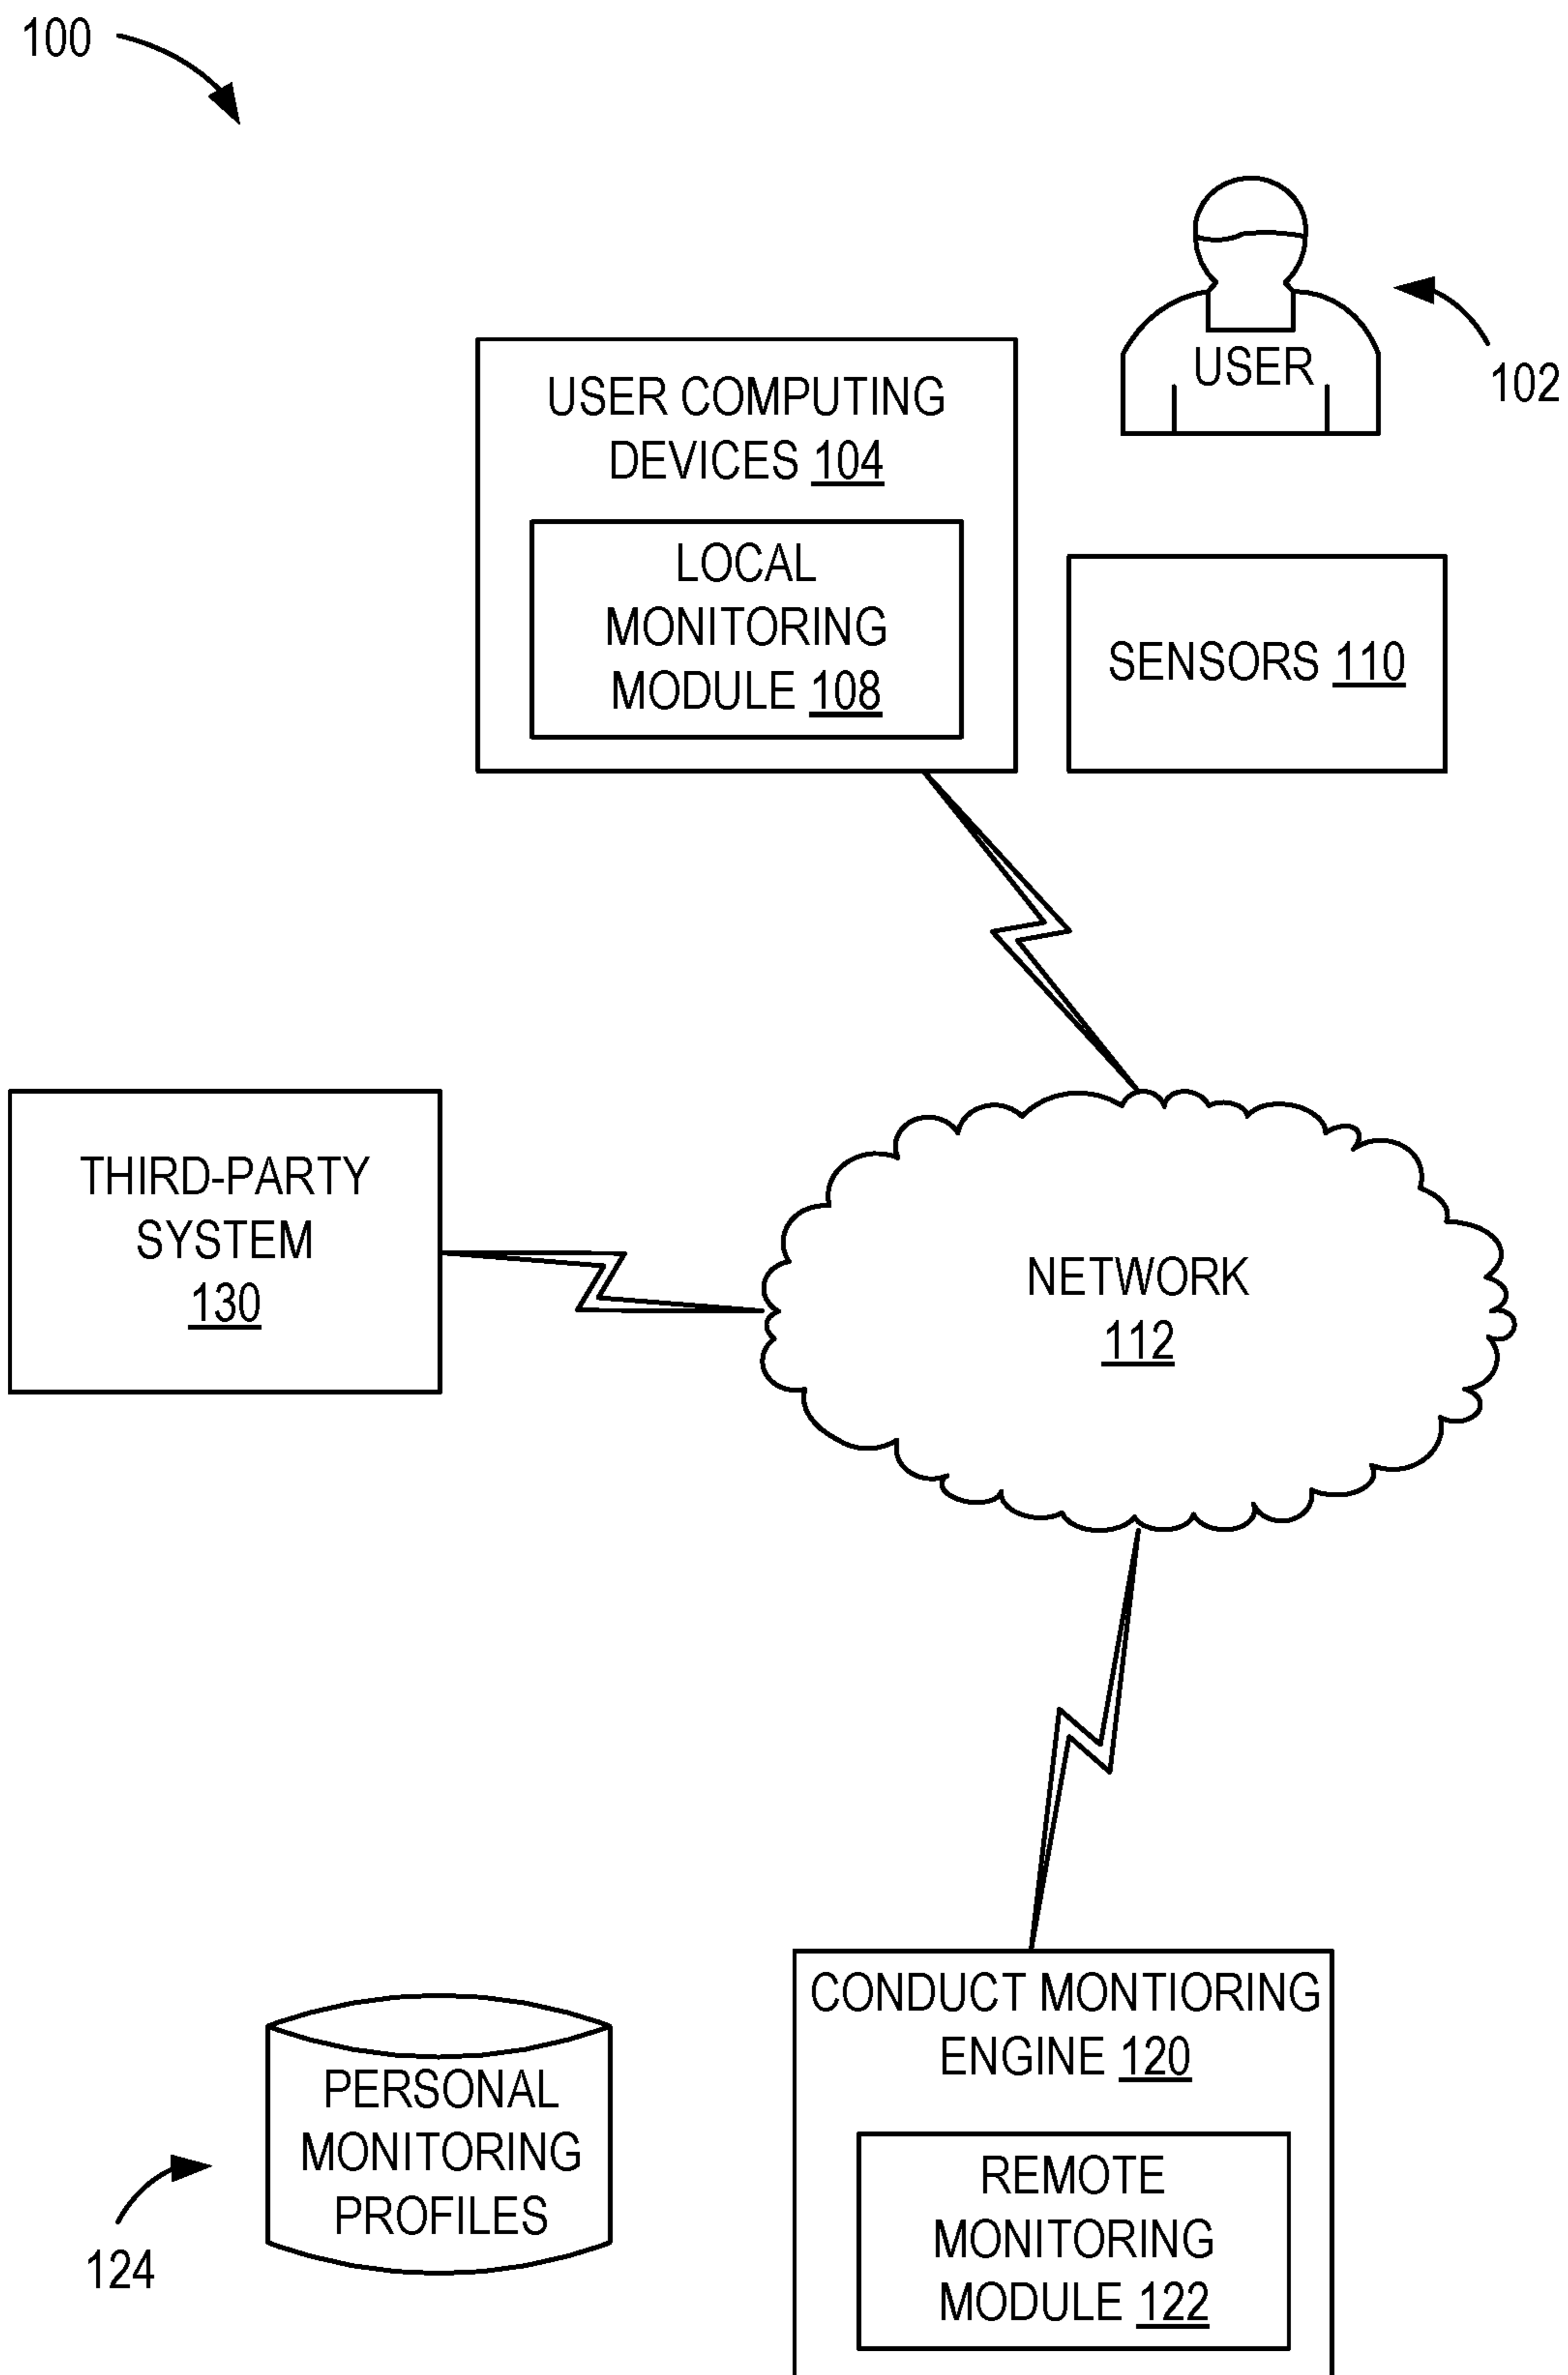 100
USER
102
USER COMPUTING
DEVICES 104
LOCAL
MONITORING
MODULE 108
SENSORS 110
THIRD-PARTY
SYSTEM
130
NETWORK
112
CONDUCT MONTIORING
ENGINE 120
REMOTE
MONITORING
MODULE 122
PERSONAL
MONITORING
PROFILES
124